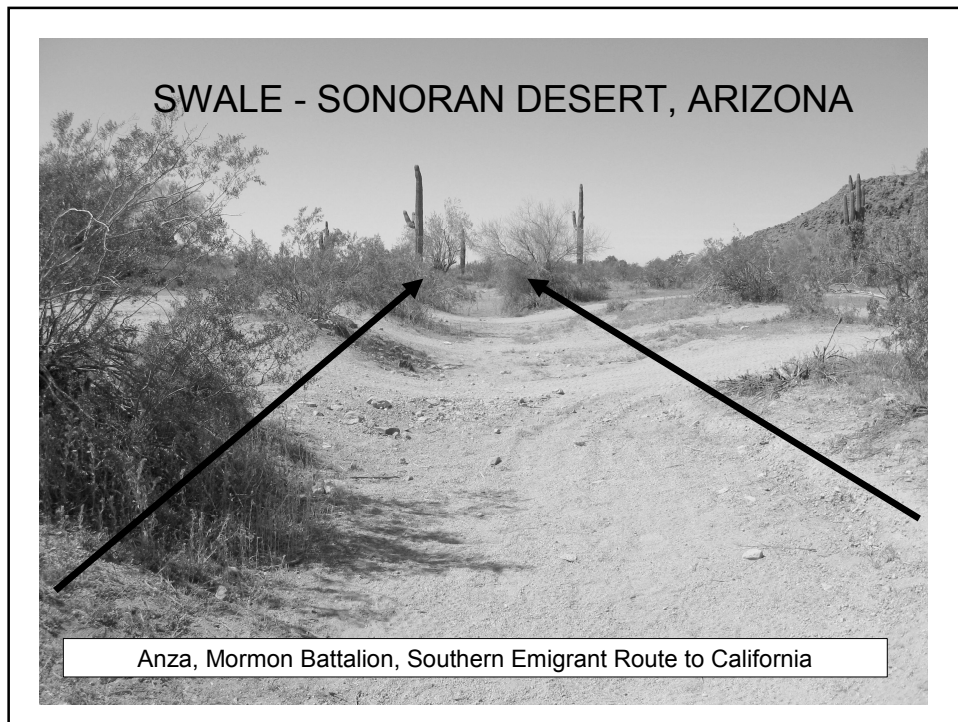 SWALE - SONORAN DESERT, ARIZONA
Anza, Mormon Battalion, Southern Emigrant Route to California